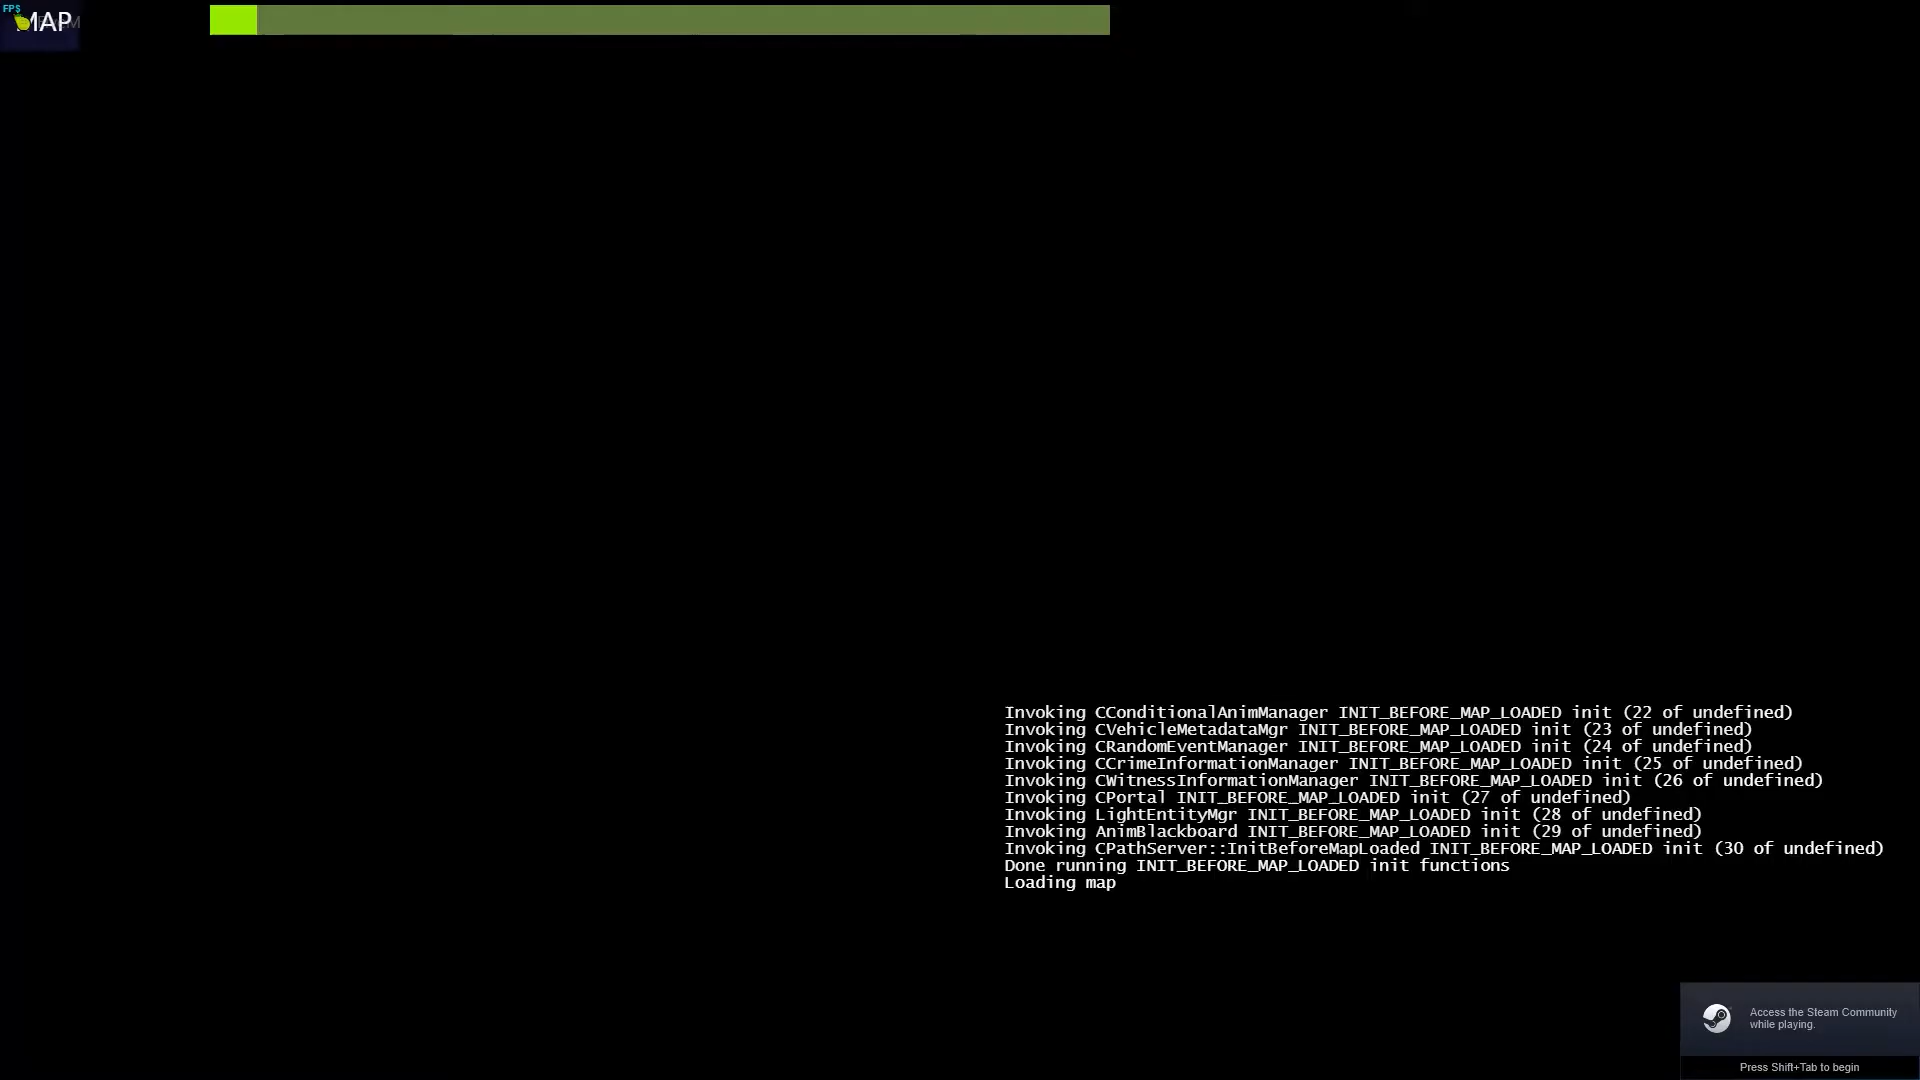 FPS
MAP
Invoking CConditionalAnimManager INIT_BEFORE_MAP_LOADED init (22 of undefined)
Invoking CVehicleMetadataMgr INIT_BEFORE_MAP_LOADED init (23 of undefined)
Invoking CRandomEventManager INIT_BEFORE_MAP_LOADED init (24 of undefined)
Invoking CCrimeInformationManager INIT_BEFORE_MAP_LOADED init (25 of undefined)
Invoking CWitnessInformationManager INIT_BEFORE_MAP_LOADED init (26 of undefined)
Invoking CPortal INIT_BEFORE_MAP_LOADED init (27 of undefined)
Invoking LightEntityMgr INIT_BEFORE_MAP_LOADED init (28 of undefined)
Invoking AnimBlackboard INIT_BEFORE_MAP_LOADED init (29 of undefined)
Invoking CPathServer::InitBeforeMapLoaded INIT_BEFORE_MAP_LOADED init (30 of undefined)
Done running INIT_BEFORE_MAP_LOADED init functions
Loading map
Access the Steam Community
while playing.
Press Shift+Tab to begin